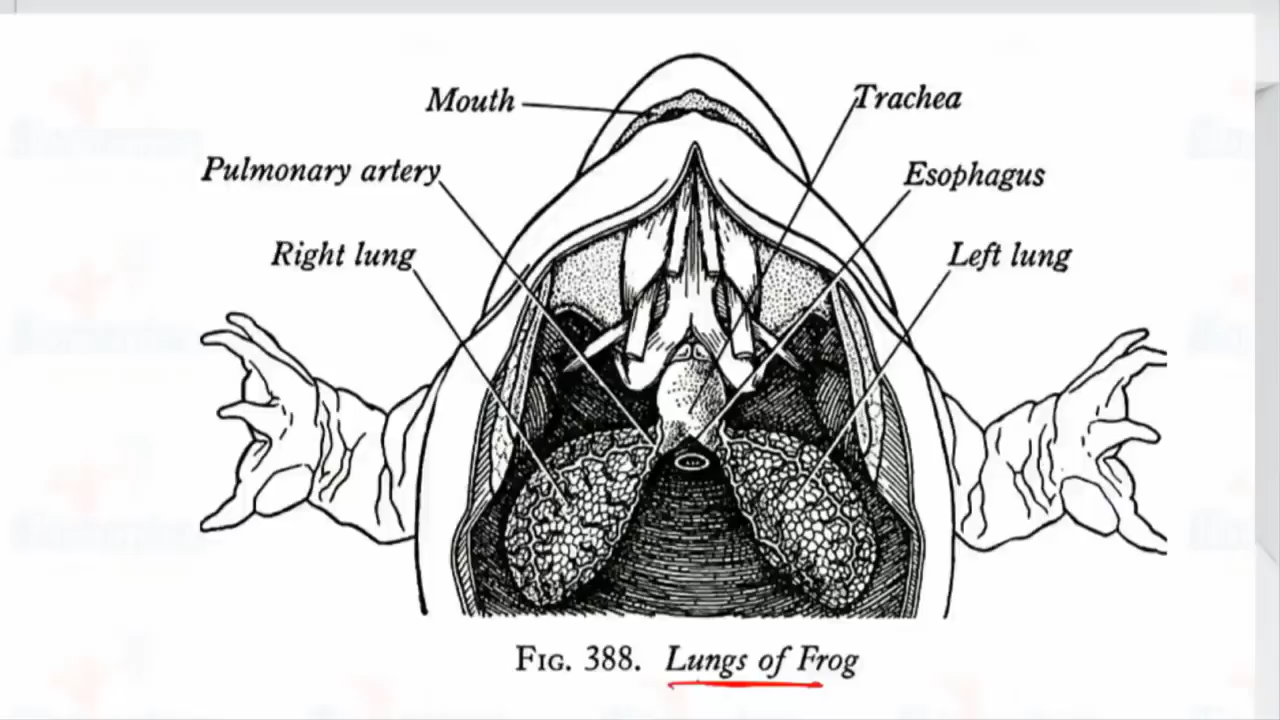 Mouth
Trachea
Pulmonary artery
Esophagus
Right lung
Left lung
FIG. 388. Lungs of Frog